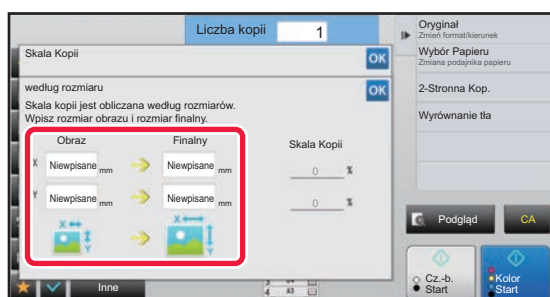 Liczba kopii 1
Skala Kopii OK
według rozmiaru OK
Skala kopii jest obliczana według rozmiarów.
Wpisz rozmiar obrazu i rozmiar finalny.
Obraz Finalny Skala Kopii
X Niewpisane mm Niewpisane mm 0 %
Y Niewpisane mm Niewpisane mm 0 %
X Y X Y
Inne
4 A3
Oryginał
Zmień format/kierunek
Wybór Papieru
Zmiana podajnika papieru
2-Stronna Kop.
Wyrównanie tła
Podgląd CA
Cz.-b.
Start
Kolor
Start